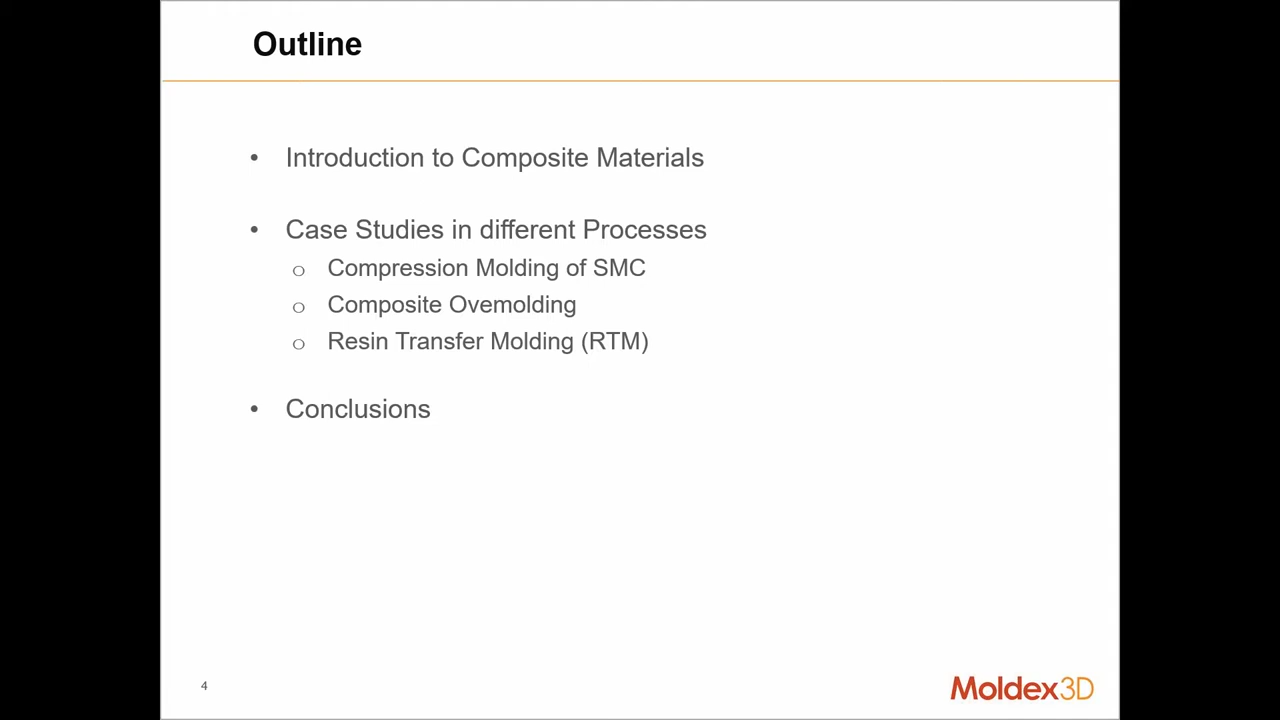 Outline
• Introduction to Composite Materials
• Case Studies in different Processes
o Compression Molding of SMC
o Composite Ovemolding
o Resin Transfer Molding (RTM)
• Conclusions
4
Moldex3D